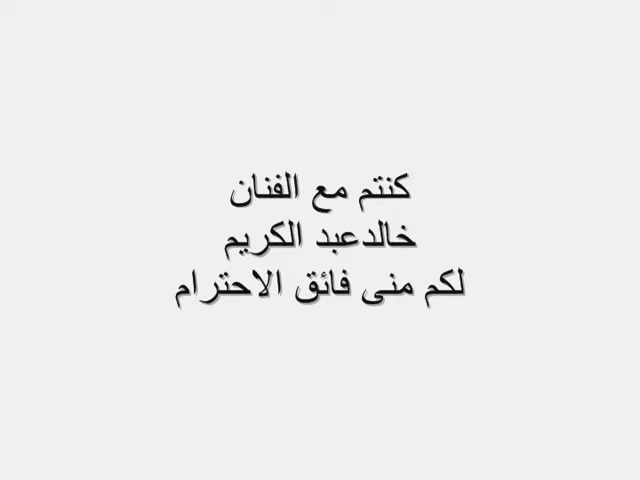 كنتم مع الفنان
خالدعبد الكريم
لكم منى فائق الاحترام